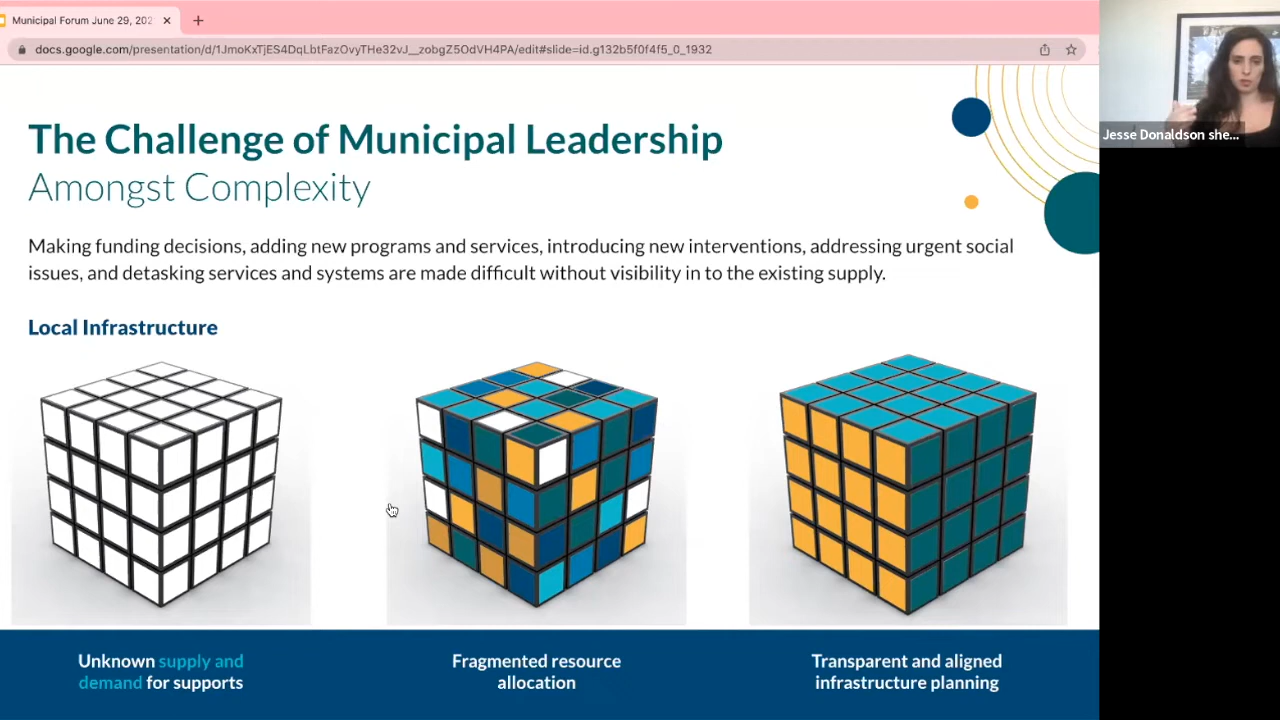 Municipal Forum June 29, 202
docs.google.com/presentation/d/1JmoKxTjES4DqLbtFazOvyTHe32vJ__zobgZ5OdVH4PA/edit#slide=id.g132b5f0f4f5_0_1932
Jesse Donaldson she...
The Challenge of Municipal Leadership
Amongst Complexity
Making funding decisions, adding new programs and services, introducing new interventions, addressing urgent social
issues, and detasking services and systems are made difficult without visibility in to the existing supply.
Local Infrastructure
Unknown supply and
demand for supports
Fragmented resource
allocation
Transparent and aligned
infrastructure planning